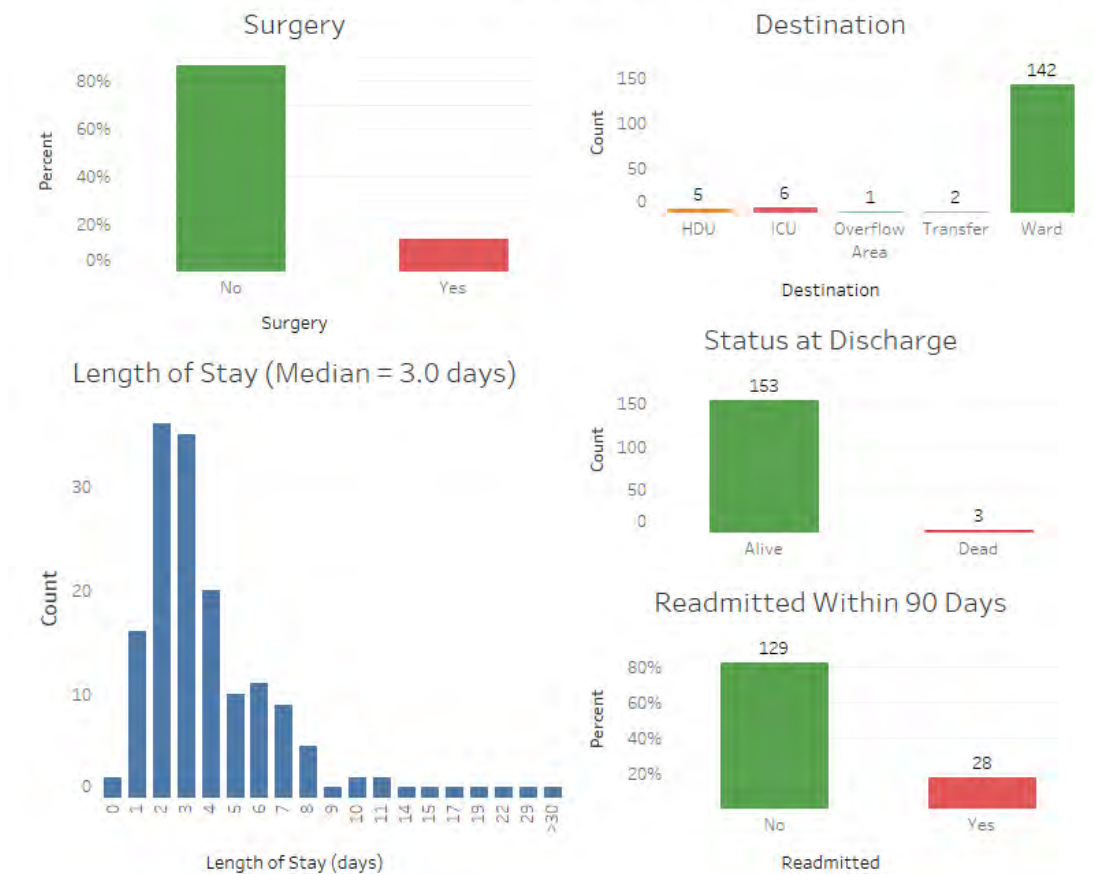 Surgery
80%
60%
40%
20%
0%
Percent
No
Yes
Surgery
Destination
150
100
50
0
Count
5
6
1
2
142
HDU
ICU
Overflow
Area
Transfer
Ward
Destination
Length of Stay (Median = 3.0 days)
30
20
10
0
Count
0
1
2
3
4
5
6
7
8
9
10
11
14
15
17
19
22
29
>30
Length of Stay (days)
Status at Discharge
150
100
50
0
Count
153
3
Alive
Dead
Readmitted Within 90 Days
80%
60%
40%
20%
Percent
129
28
No
Yes
Readmitted